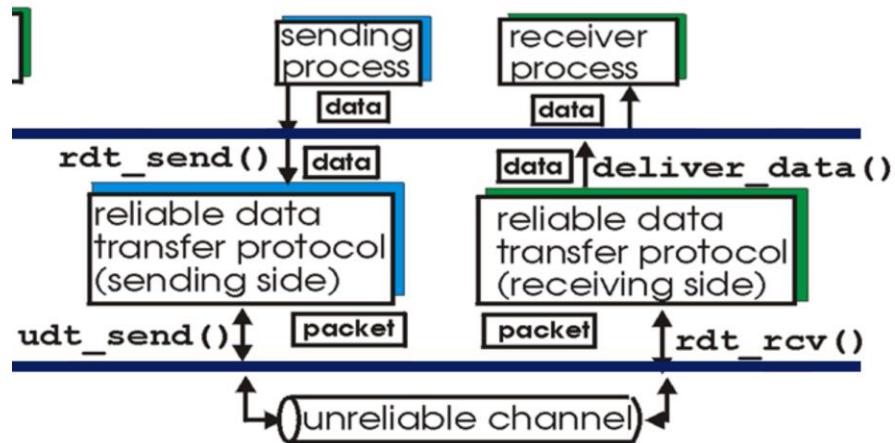 sending
process
receiver
process
data
data
rdt_send()
data
data
deliver_data()
reliable data
transfer protocol
(sending side)
reliable data
transfer protocol
(receiving side)
udt_send()
packet
packet
rdt_rcv()
unreliable channel